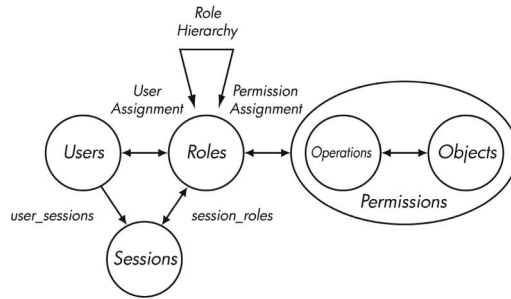 Role
Hierarchy
User
Assignment
Permission
Assignment
Users
Roles
Operations
Objects
Permissions
user_sessions
session_roles
Sessions